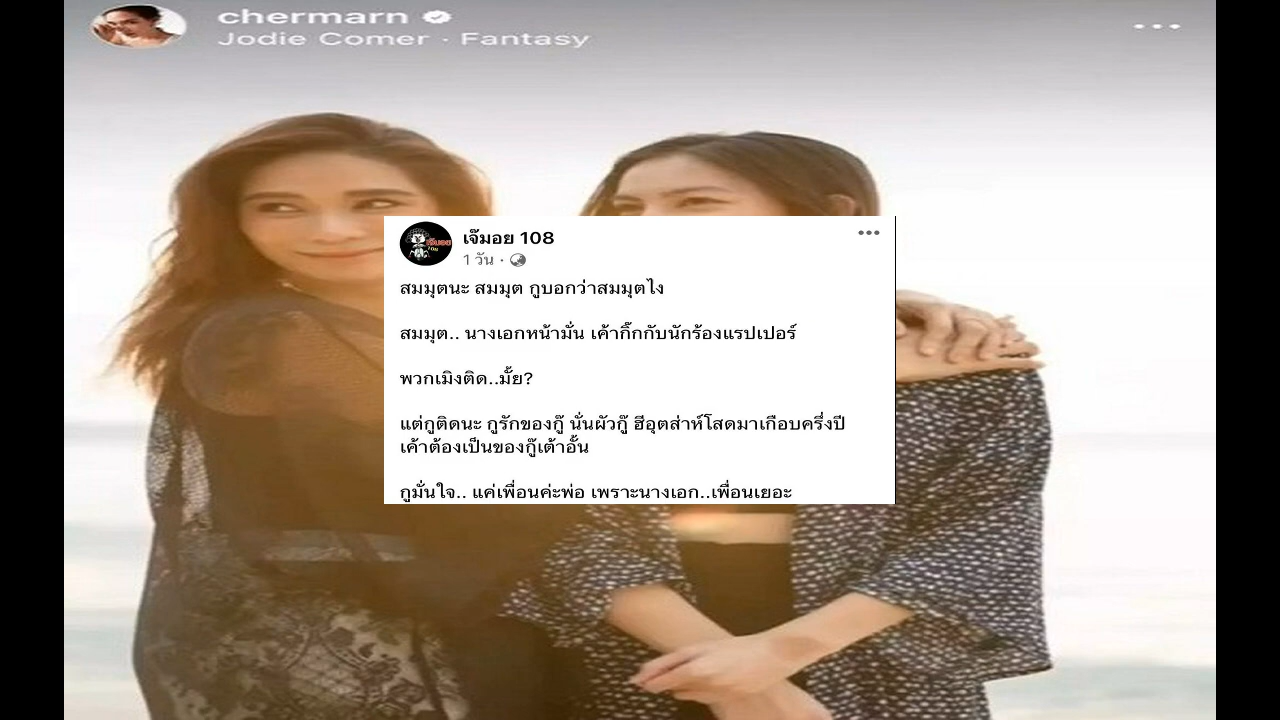 chermarn
Jodie Comer · Fantasy
เจ๊มอย 108
1 วัน ·
สมมุตนะ สมมุต กูบอกว่าสมมุตไง
สมมุต.. นางเอกหน้ามั่น เค้ากิ๊กกับนักร้องแรปเปอร์
พวกเมิงติด..มั้ย?
แต่กูติดนะ กูรักของกู๊ นั่นผัวกู๊ ฮีอุตส่าห์โสดมาเกือบครึ่งปี
เค้าต้องเป็นของกู๊เต้าอั้น
กูมั่นใจ.. แค่เพื่อนค่ะพ่อ เพราะนางเอก..เพื่อนเยอะ